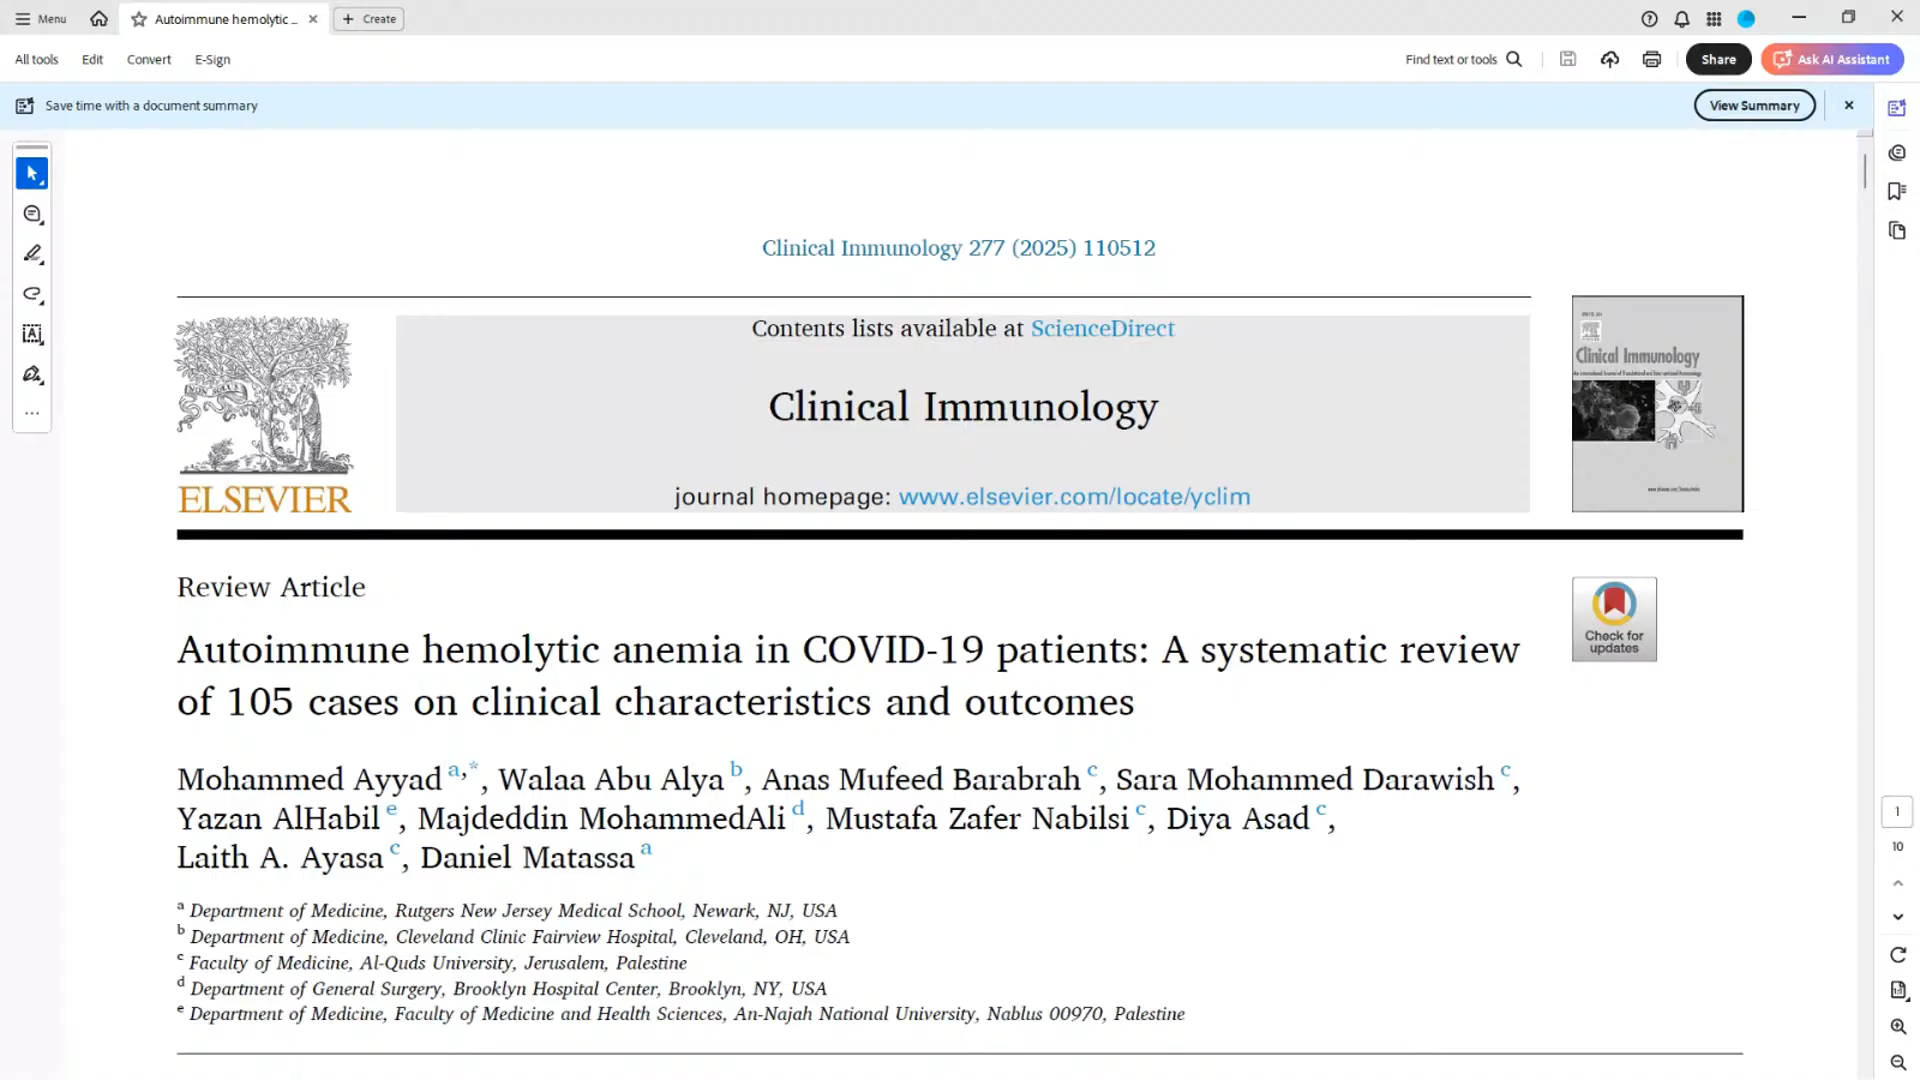 Menu
Autoimmune hemolytic ...
Create
All tools
Edit
Convert
E-Sign
Find text or tools
Share
Ask AI Assistant
Save time with a document summary
View Summary
Clinical Immunology 277 (2025) 110512
Contents lists available at ScienceDirect
Clinical Immunology
journal homepage: www.elsevier.com/locate/yclim
ELSEVIER
Clinical Immunology
Review Article
Check for
updates
Autoimmune hemolytic anemia in COVID-19 patients: A systematic review
of 105 cases on clinical characteristics and outcomes
Mohammed Ayyad a,*, Walaa Abu Alya b, Anas Mufeed Barabrah c, Sara Mohammed Darawish c,
Yazan AlHabil e, Majdeddin MohammedAli d, Mustafa Zafer Nabilsi c, Diya Asad c,
Laith A. Ayasa c, Daniel Matassa a
a Department of Medicine, Rutgers New Jersey Medical School, Newark, NJ, USA
b Department of Medicine, Cleveland Clinic Fairview Hospital, Cleveland, OH, USA
c Faculty of Medicine, Al-Quds University, Jerusalem, Palestine
d Department of General Surgery, Brooklyn Hospital Center, Brooklyn, NY, USA
e Department of Medicine, Faculty of Medicine and Health Sciences, An-Najah National University, Nablus 00970, Palestine
1
10